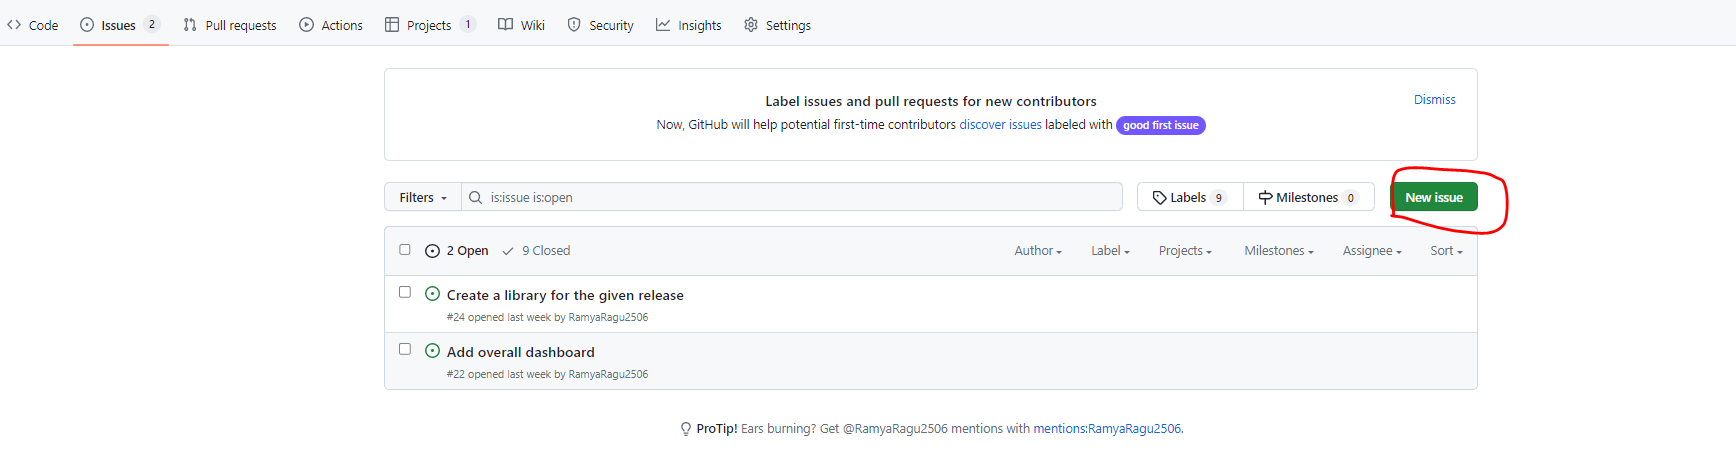 Code Issues 2 Pull requests Actions Projects 1 Wiki Security Insights Settings
Label issues and pull requests for new contributors
Dismiss
Now, GitHub will help potential first-time contributors discover issues labeled with good first issue
Filters is:issue is:open Labels 9 Milestones 0 New issue
2 Open 9 Closed Author Label Projects Milestones Assignee Sort
Create a library for the given release
#24 opened last week by RamyaRagu2506
Add overall dashboard
#22 opened last week by RamyaRagu2506
ProTip! Ears burning? Get @RamyaRagu2506 mentions with mentions:RamyaRagu2506.